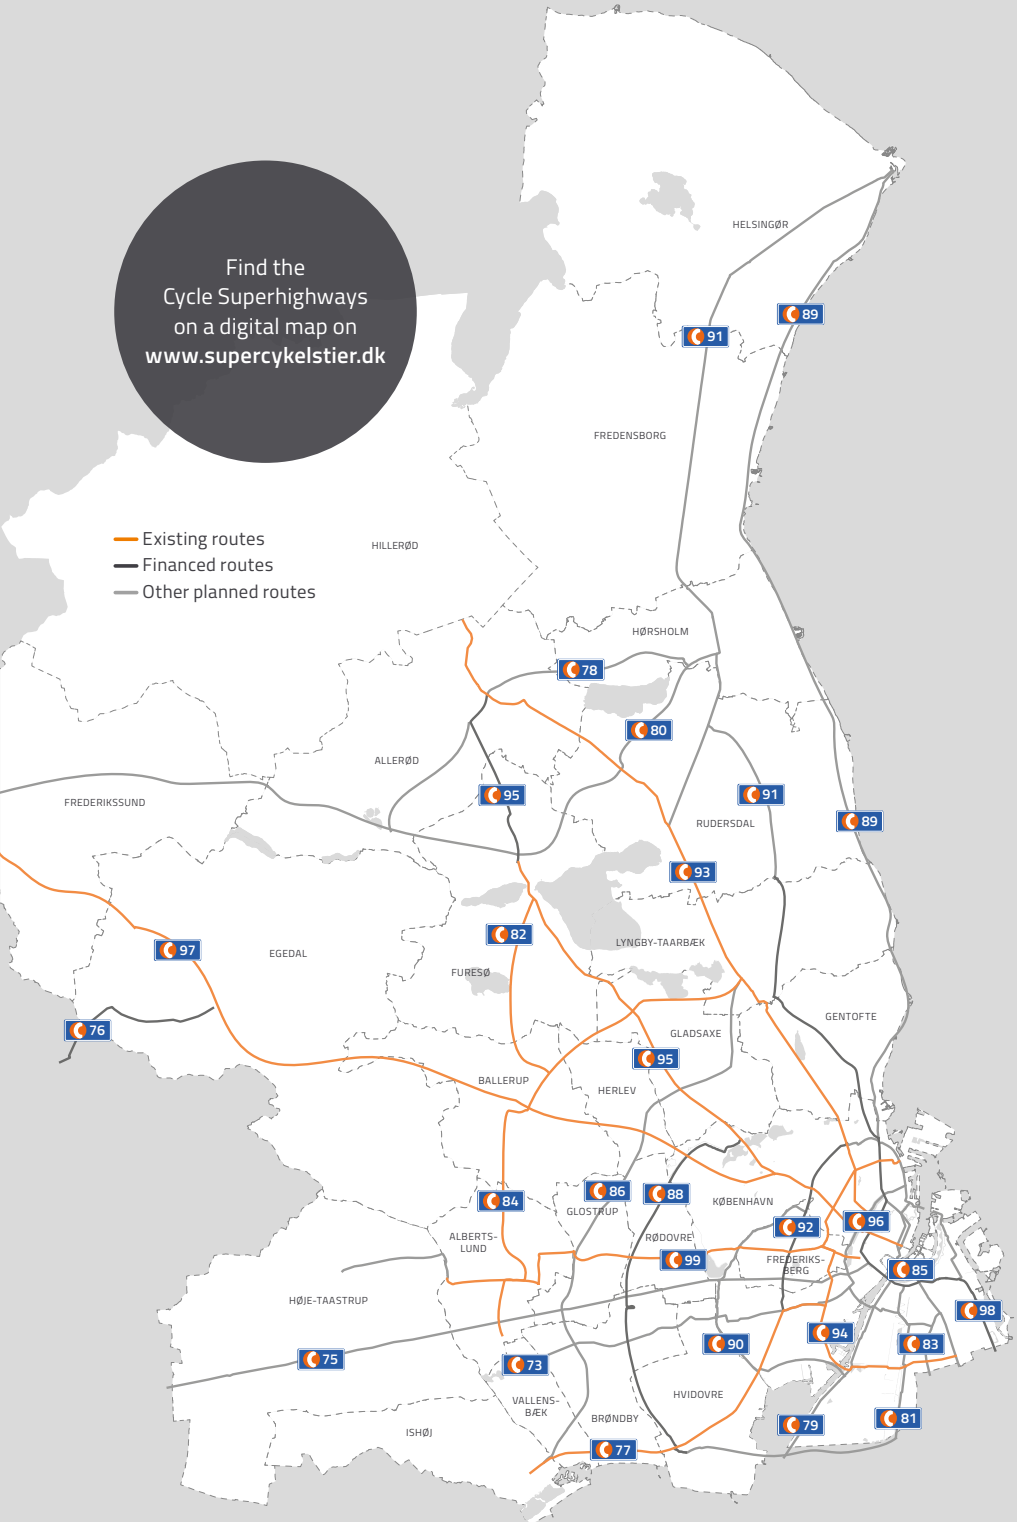 Find the
Cycle Superhighways
on a digital map on
www.supercykelstier.dk
HELSINGØR
89
91
FREDENSBORG
Existing routes
Financed routes
Other planned routes
HILLERØD
HØRSHOLM
78
80
ALLERØD
95
91
FREDERIKSSUND
RUDERSDAL
89
93
82
LYNGBY-TAARBÆK
97
EGEDAL
FURESØ
76
GENTOFTE
GLADSAXE
95
BALLERUP
HERLEV
86
88
84
GLOSTRUP
KØBENHAVN
96
92
ALBERTS-
LUND
RØDOVRE
99
FREDERIKS-
BERG
85
HØJE-TAASTRUP
98
94
90
83
75
73
VALLENS-
BÆK
HVIDOVRE
BRØNDBY
81
79
ISHØJ
77